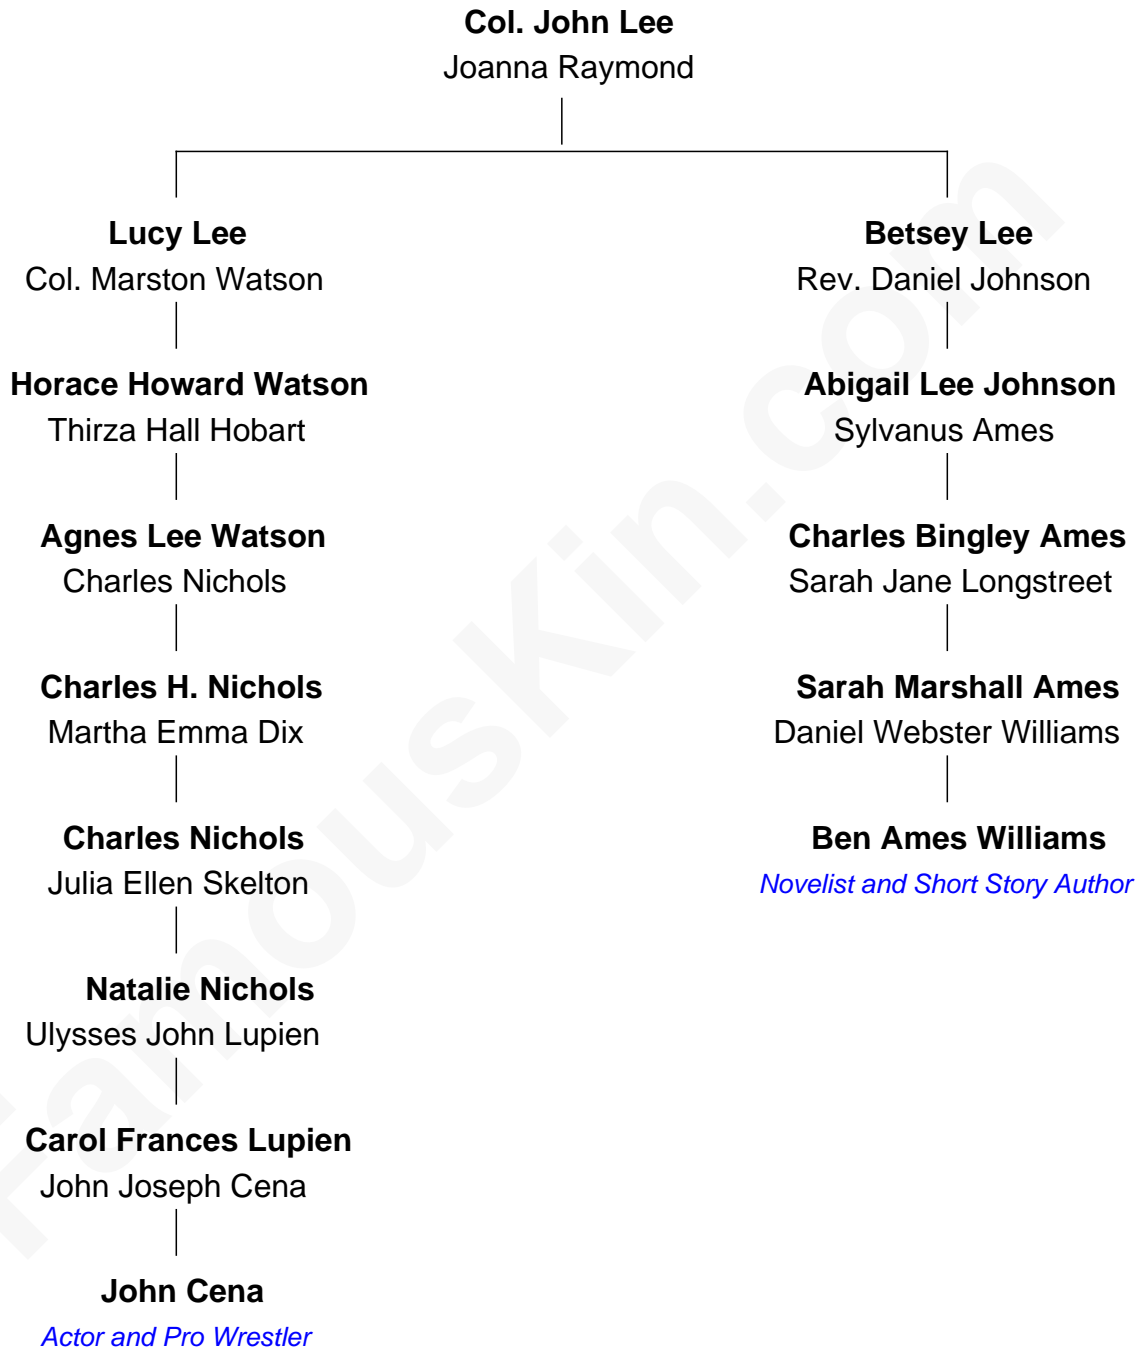 Col. John Lee
Joanna Raymond
Lucy Lee
Col. Marston Watson
Horace Howard Watson
Thirza Hall Hobart
Agnes Lee Watson
Charles Nichols
Charles H. Nichols
Martha Emma Dix
Charles Nichols
Julia Ellen Skelton
Natalie Nichols
Ulysses John Lupien
Carol Frances Lupien
John Joseph Cena
John Cena
Actor and Pro Wrestler
Betsey Lee
Rev. Daniel Johnson
Abigail Lee Johnson
Sylvanus Ames
Charles Bingley Ames
Sarah Jane Longstreet
Sarah Marshall Ames
Daniel Webster Williams
Ben Ames Williams
Novelist and Short Story Author
FamousKin.com